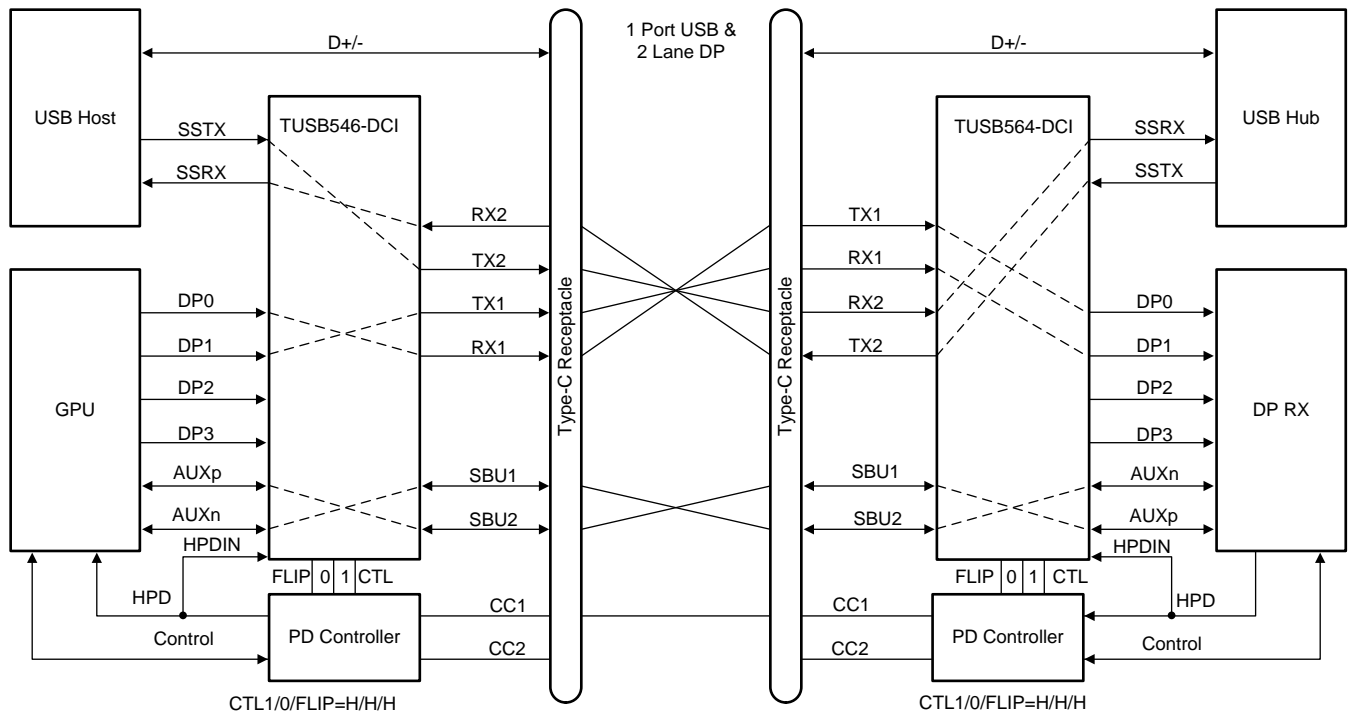 1 Port USB &
2 Lane DP
D+/-
D+/-
USB Host
TUSB546-DCI
TUSB564-DCI
USB Hub
SSTX
SSRX
SSRX
SSTX
RX2
TX2
TX1
RX1
TX1
RX1
RX2
TX2
Type-C Receptacle
Type-C Receptacle
GPU
DP0
DP1
DP2
DP3
AUXp
AUXn
HPDIN
DP RX
DP0
DP1
DP2
DP3
AUXn
AUXp
HPDIN
SBU1
SBU2
SBU1
SBU2
FLIP 0 1 CTL
FLIP 0 1 CTL
HPD
Control
PD Controller
CC1
CC2
CC1
CC2
PD Controller
HPD
Control
CTL1/0/FLIP=H/H/H
CTL1/0/FLIP=H/H/H